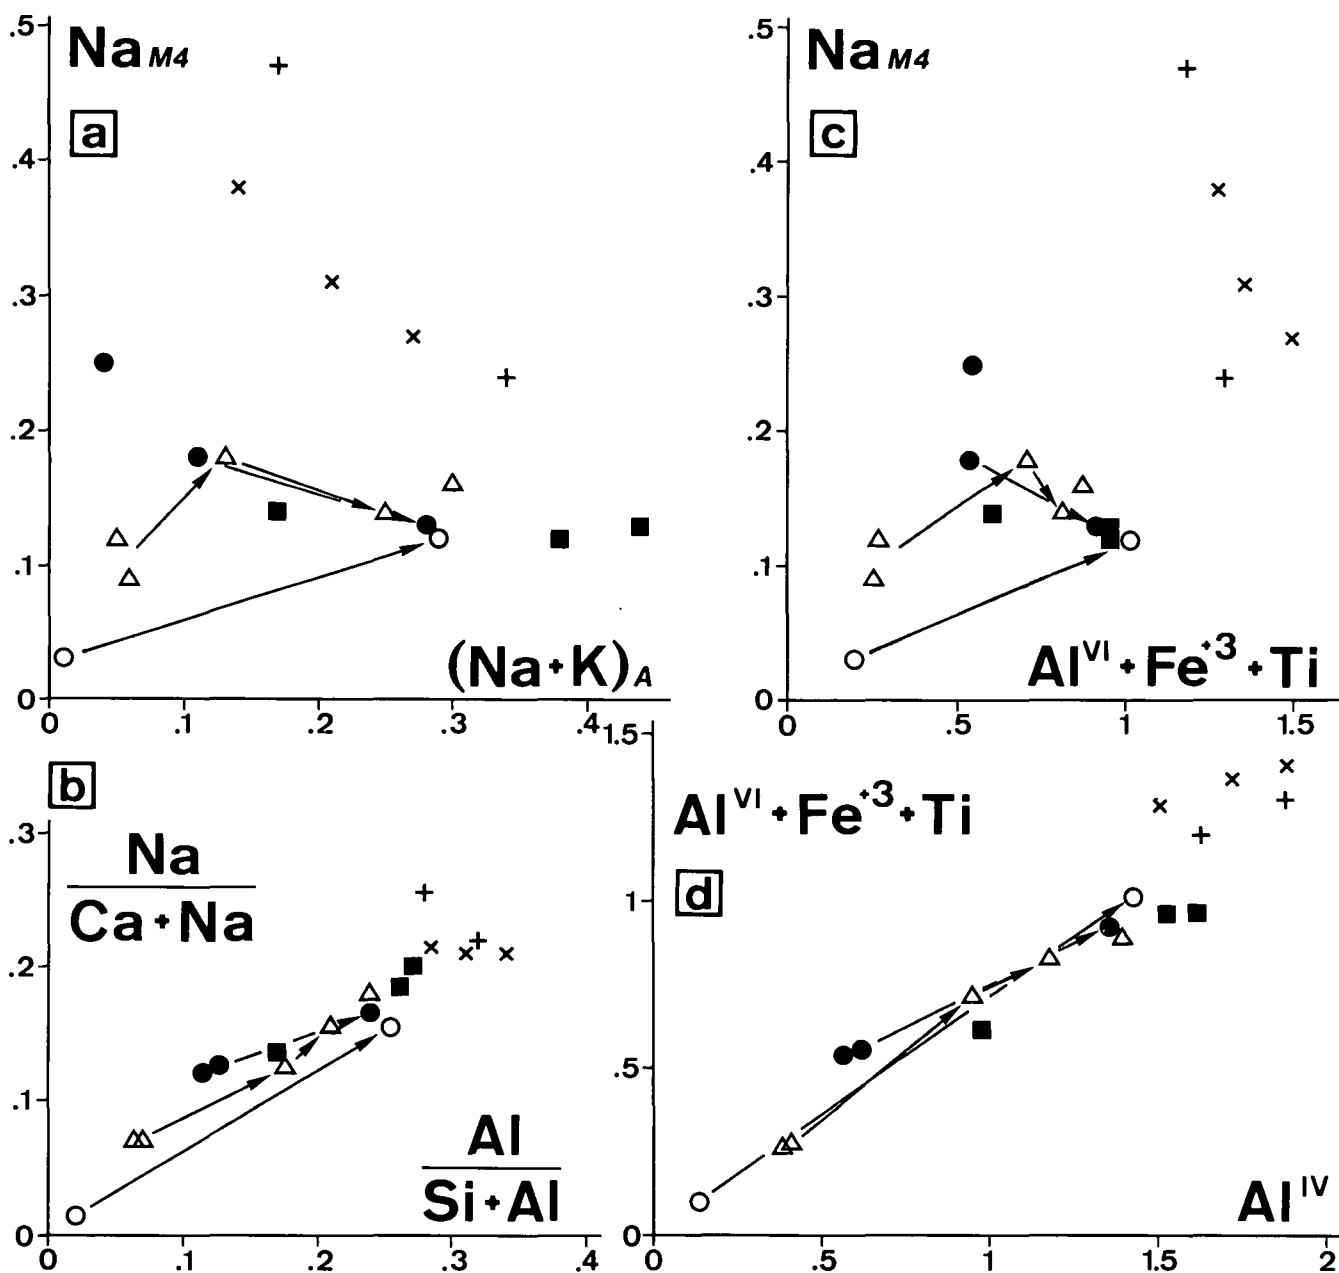 .5
Na M4
a
.4
.3
.2
.1
0
(Na+K)A
0 .1 .2 .3 .4
.5
Na M4
c
.4
.3
.2
.1
0
Al VI + Fe +3 + Ti
0 .5 1 1.5
b
.3
Na
Ca+Na
.2
.1
Al
Si+Al
0
0 .1 .2 .3 .4
1.5
Al VI + Fe +3 + Ti
d
1
.5
Al IV
0
0 .5 1 1.5 2